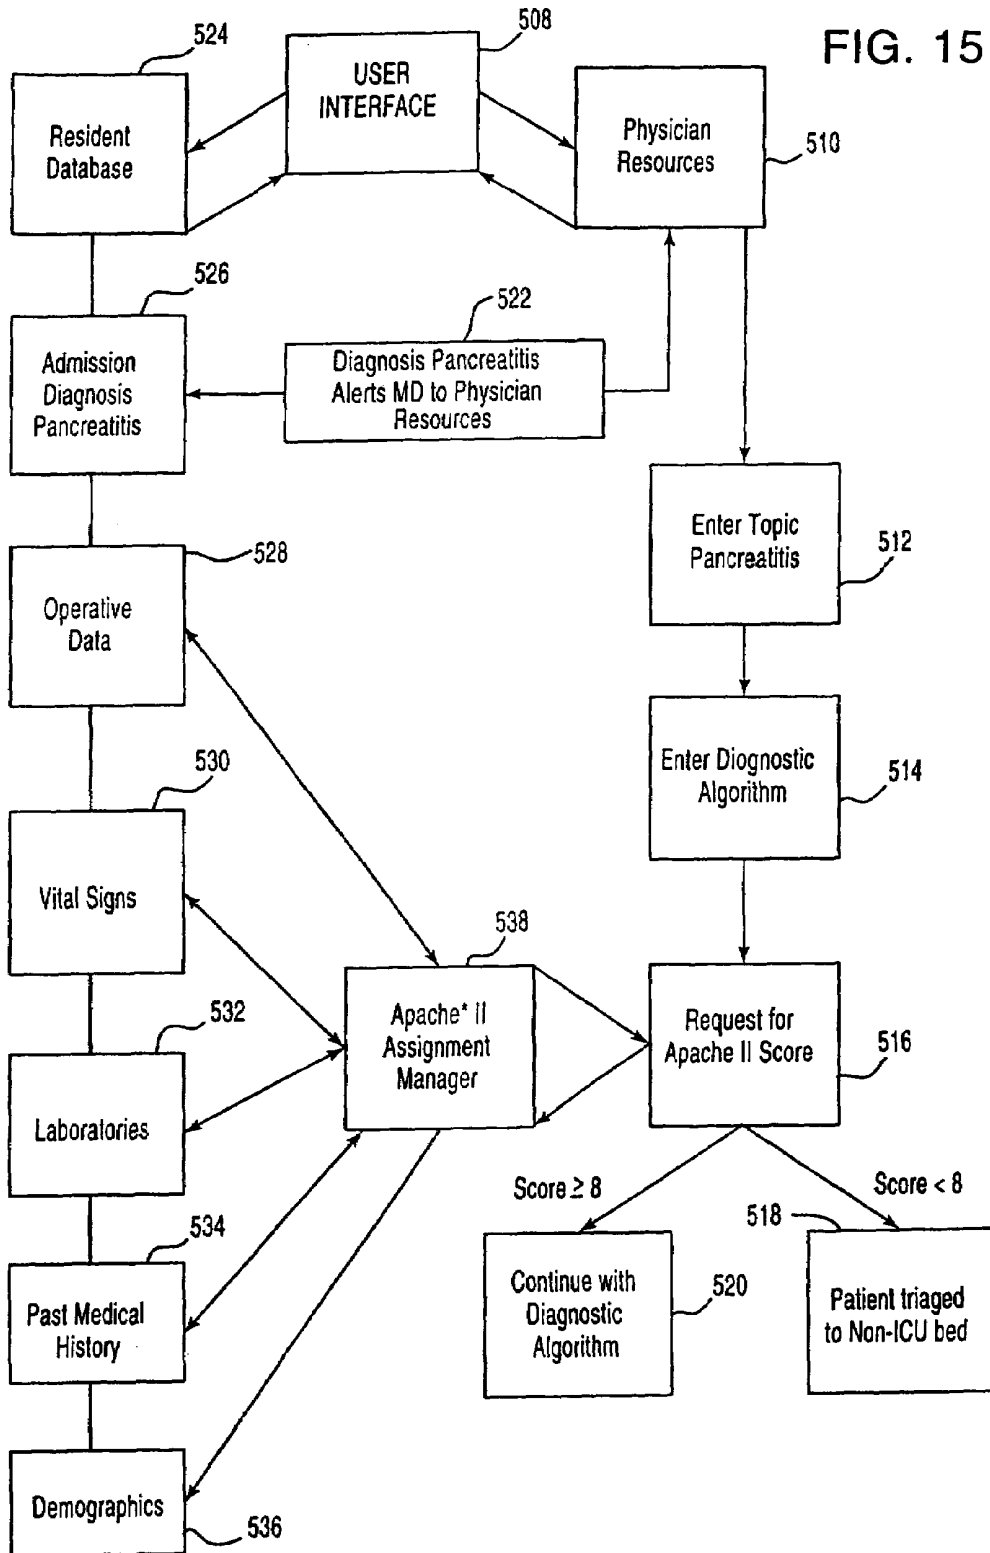 FIG. 15
524
508
USER
INTERFACE
Resident
Database
Physician
Resources
510
526
522
Admission
Diagnosis
Pancreatitis
Diagnosis Pancreatitis
Alerts MD to Physician
Resources
Enter Topic
Pancreatitis
512
528
Operative
Data
Enter Diognostic
Algorithm
514
530
Vital Signs
538
Apache* II
Assignment
Manager
Request for
Apache II Score
516
532
Laboratories
Score ≥ 8
Score < 8
534
518
Past Medical
History
Continue with
Diagnostic
Algorithm
520
Patient triaged
to Non-ICU bed
Demographics
536